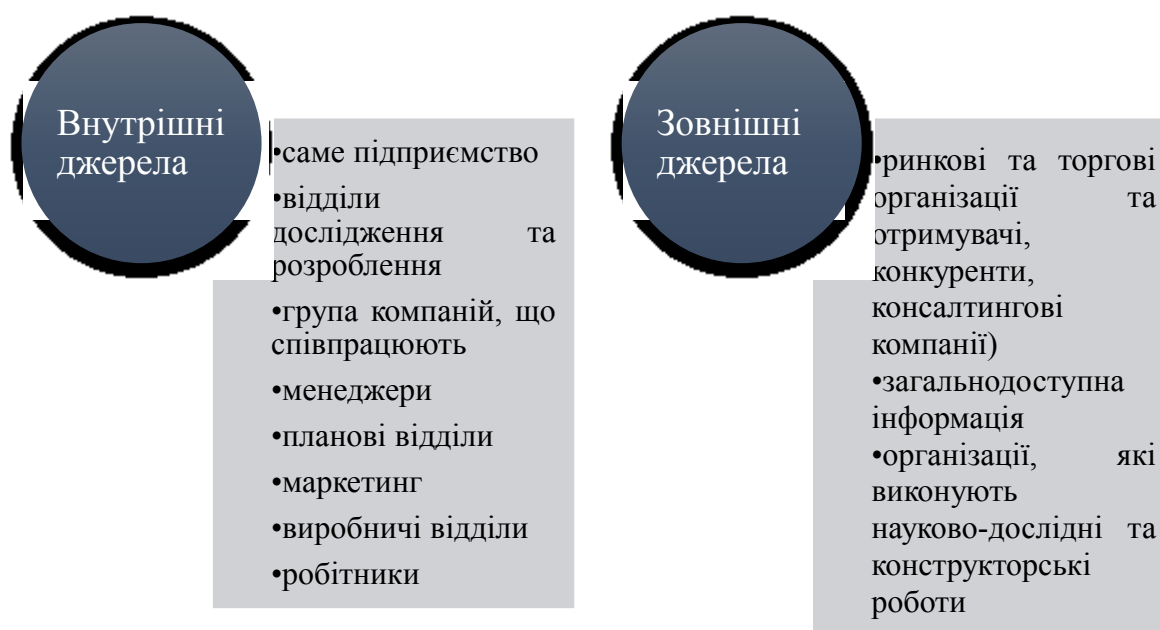 Внутрішні
джерела
•саме підприємство
•відділи
дослідження та
розроблення
•група компаній, що
співпрацюють
•менеджери
•планові відділи
•маркетинг
•виробничі відділи
•робітники
Зовнішні
джерела
•ринкові та торгові
організації та
отримувачі,
конкуренти,
консалтингові
компанії)
•загальнодоступна
інформація
•організації, які
виконують
науково-дослідні та
конструкторські
роботи